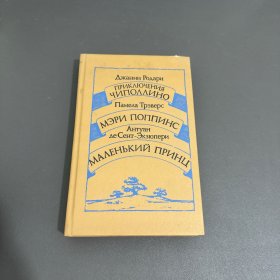 Джанни Родари
ПРИКЛЮЧЕНИЯ
ЧИПОЛЛИНО
Памела Трэверс
МЭРИ ПОППИНС
Антуан
де Сент-Экзюпери
МАЛЕНЬКИЙ ПРИНЦ